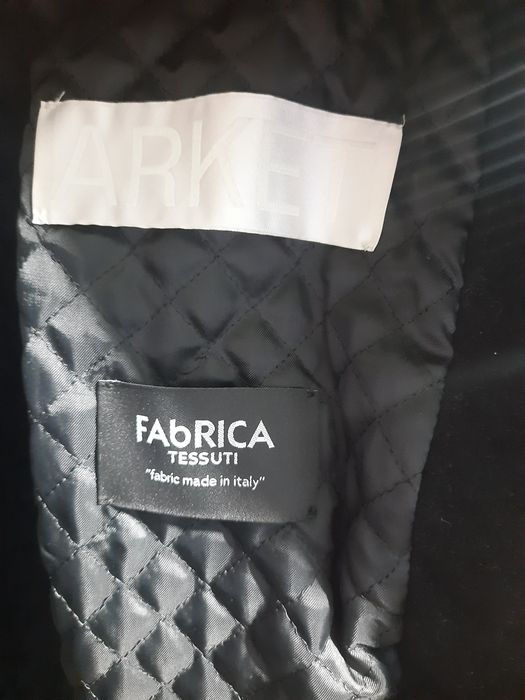 ARKET
FAbRICA
TESSUTI
"fabric made in italy"